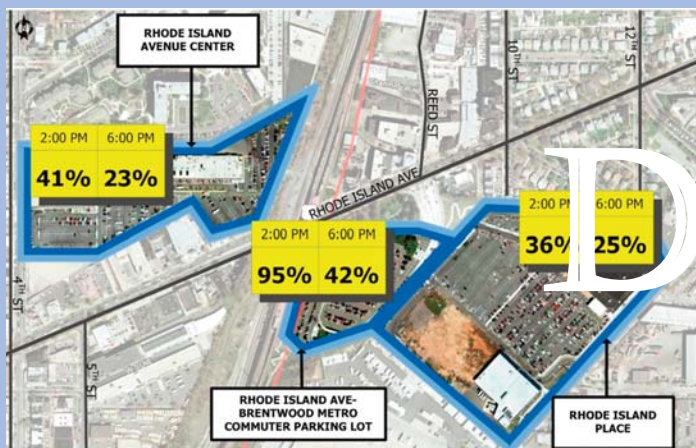 RHODE ISLAND
AVENUE CENTER
10TH ST
12TH ST
REED ST
2:00 PM 6:00 PM
41% 23%
RHODE ISLAND AVE
2:00 PM 6:00 PM
36% 25%
D
2:00 PM 6:00 PM
95% 42%
4TH ST
5TH ST
RHODE ISLAND AVE-
BRENTWOOD METRO
COMMUTER PARKING LOT
RHODE ISLAND
PLACE